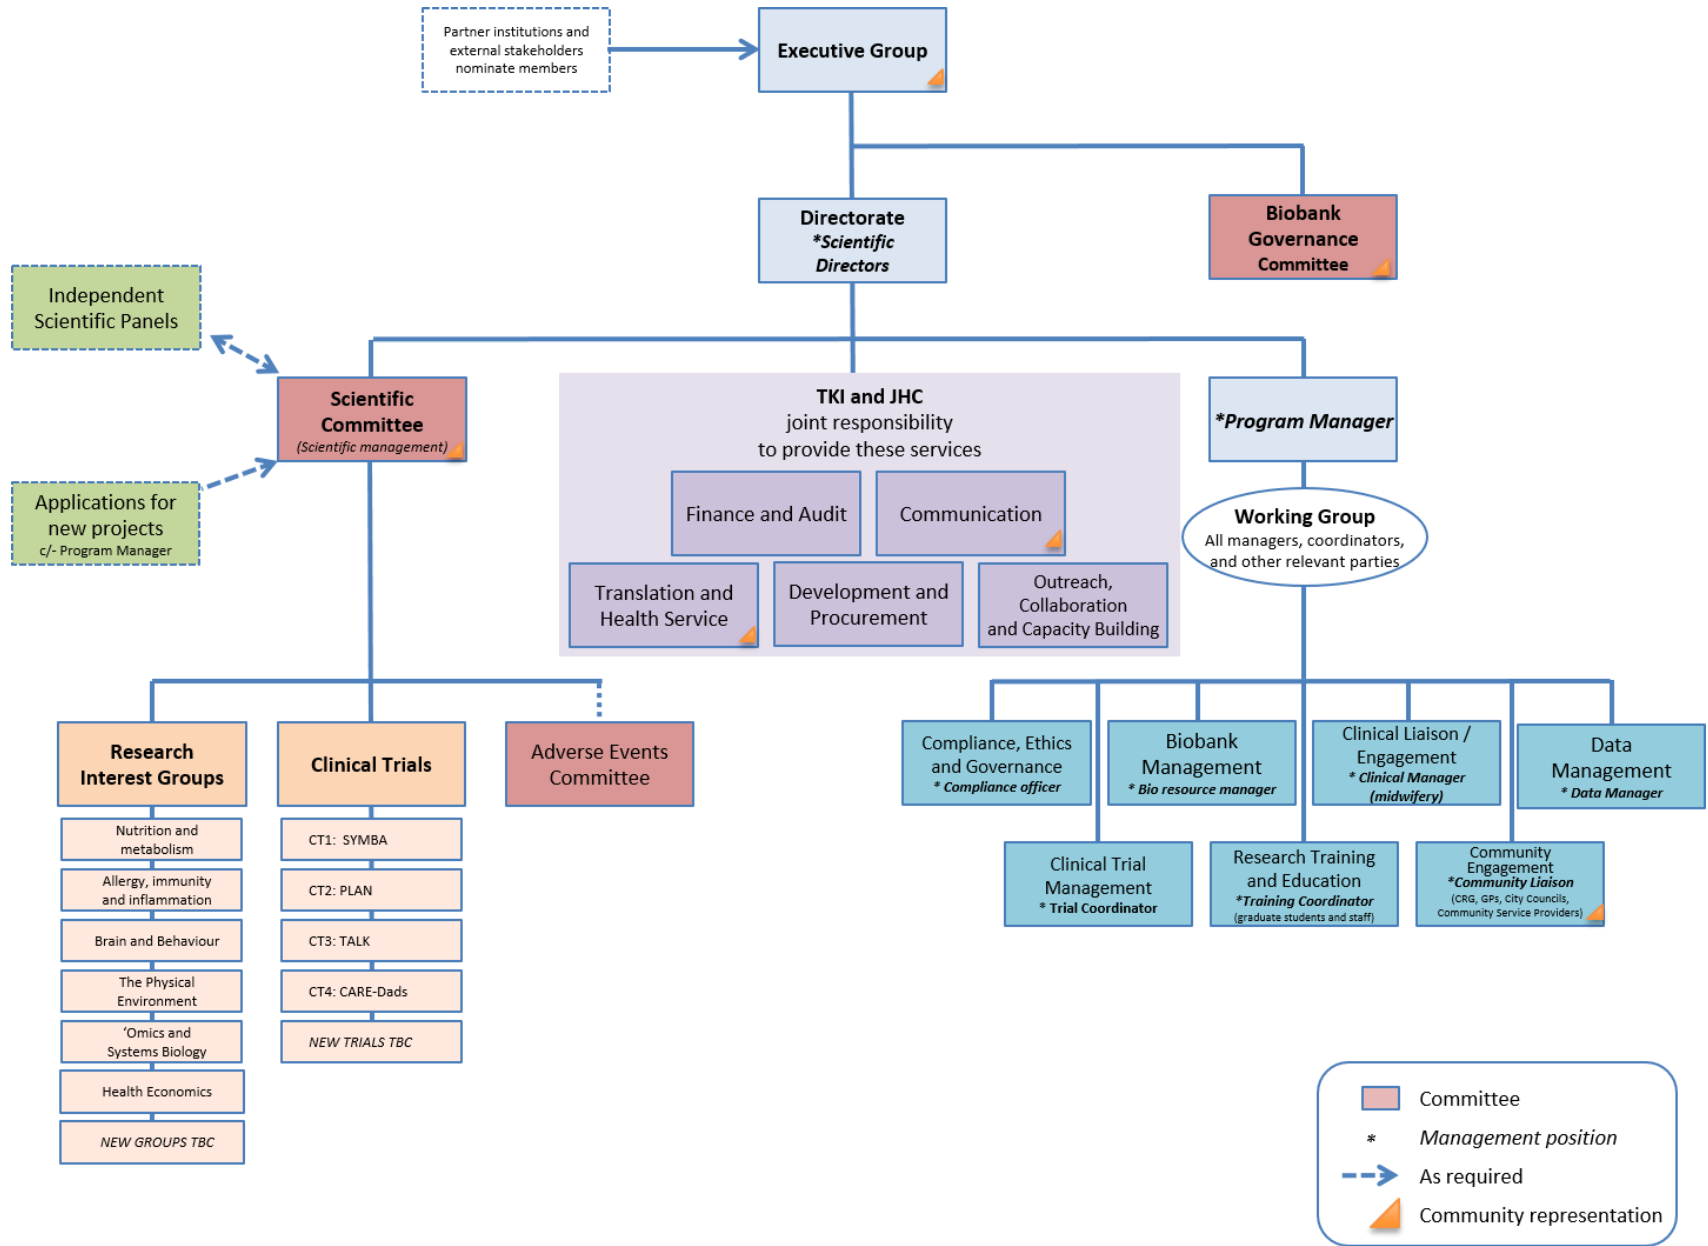 Partner institutions and
external stakeholders
nominate members
Executive Group
Directorate
*Scientific
Directors
Biobank
Governance
Committee
Independent
Scientific Panels
Scientific
Committee
(Scientific management)
Applications for
new projects
c/- Program Manager
TKI and JHC
joint responsibility
to provide these services
Finance and Audit
Communication
Translation and
Health Service
Development and
Procurement
Outreach,
Collaboration
and Capacity Building
*Program Manager
Working Group
All managers, coordinators,
and other relevant parties
Research
Interest Groups
Nutrition and
metabolism
Allergy, immunity
and inflammation
Brain and Behaviour
The Physical
Environment
‘Omics and
Systems Biology
Health Economics
NEW GROUPS TBC
Clinical Trials
CT1:  SYMBA
CT2: PLAN
CT3: TALK
CT4: CARE-Dads
NEW TRIALS TBC
Adverse Events
Committee
Compliance, Ethics
and Governance
* Compliance officer
Biobank
Management
* Bio resource manager
Clinical Liaison /
Engagement
* Clinical Manager
(midwifery)
Data
Management
* Data Manager
Clinical Trial
Management
* Trial Coordinator
Research Training
and Education
*Training Coordinator
(graduate students and staff)
Community
Engagement
*Community Liaison
(CRG, GPs, City Councils,
Community Service Providers)
Committee
* Management position
As required
Community representation